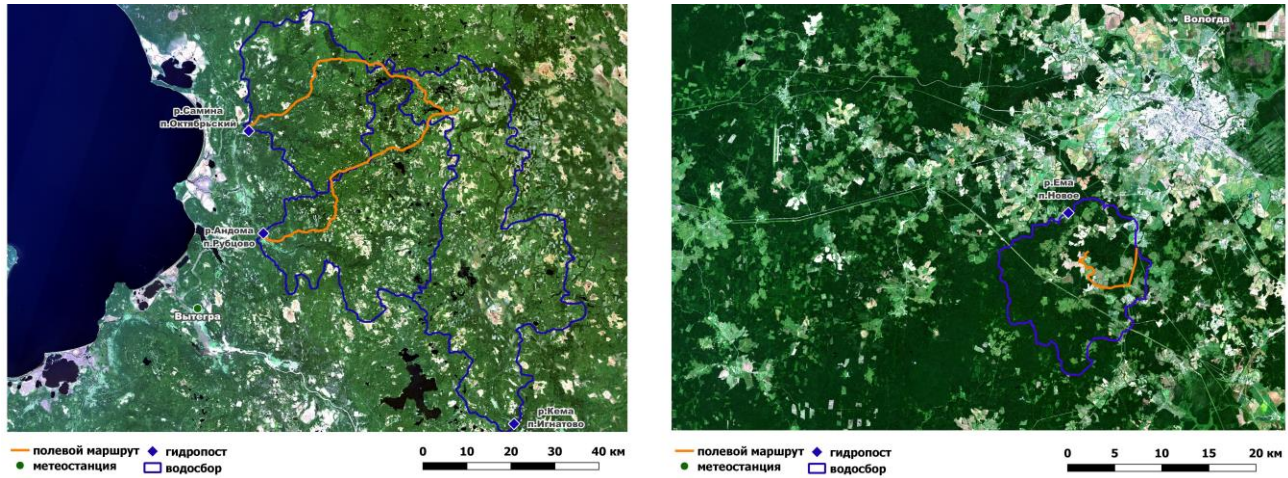 р.Самина
п.Октябрьский
р.Андома
п.Рубцово
Вытегра
р.Кема
п.Игнатово
полевой маршрут
гидропост
метеостанция
водосбор
0 10 20 30 40 км
Вологда
р.Ема
п.Новое
полевой маршрут
гидропост
метеостанция
водосбор
0 5 10 15 20 км